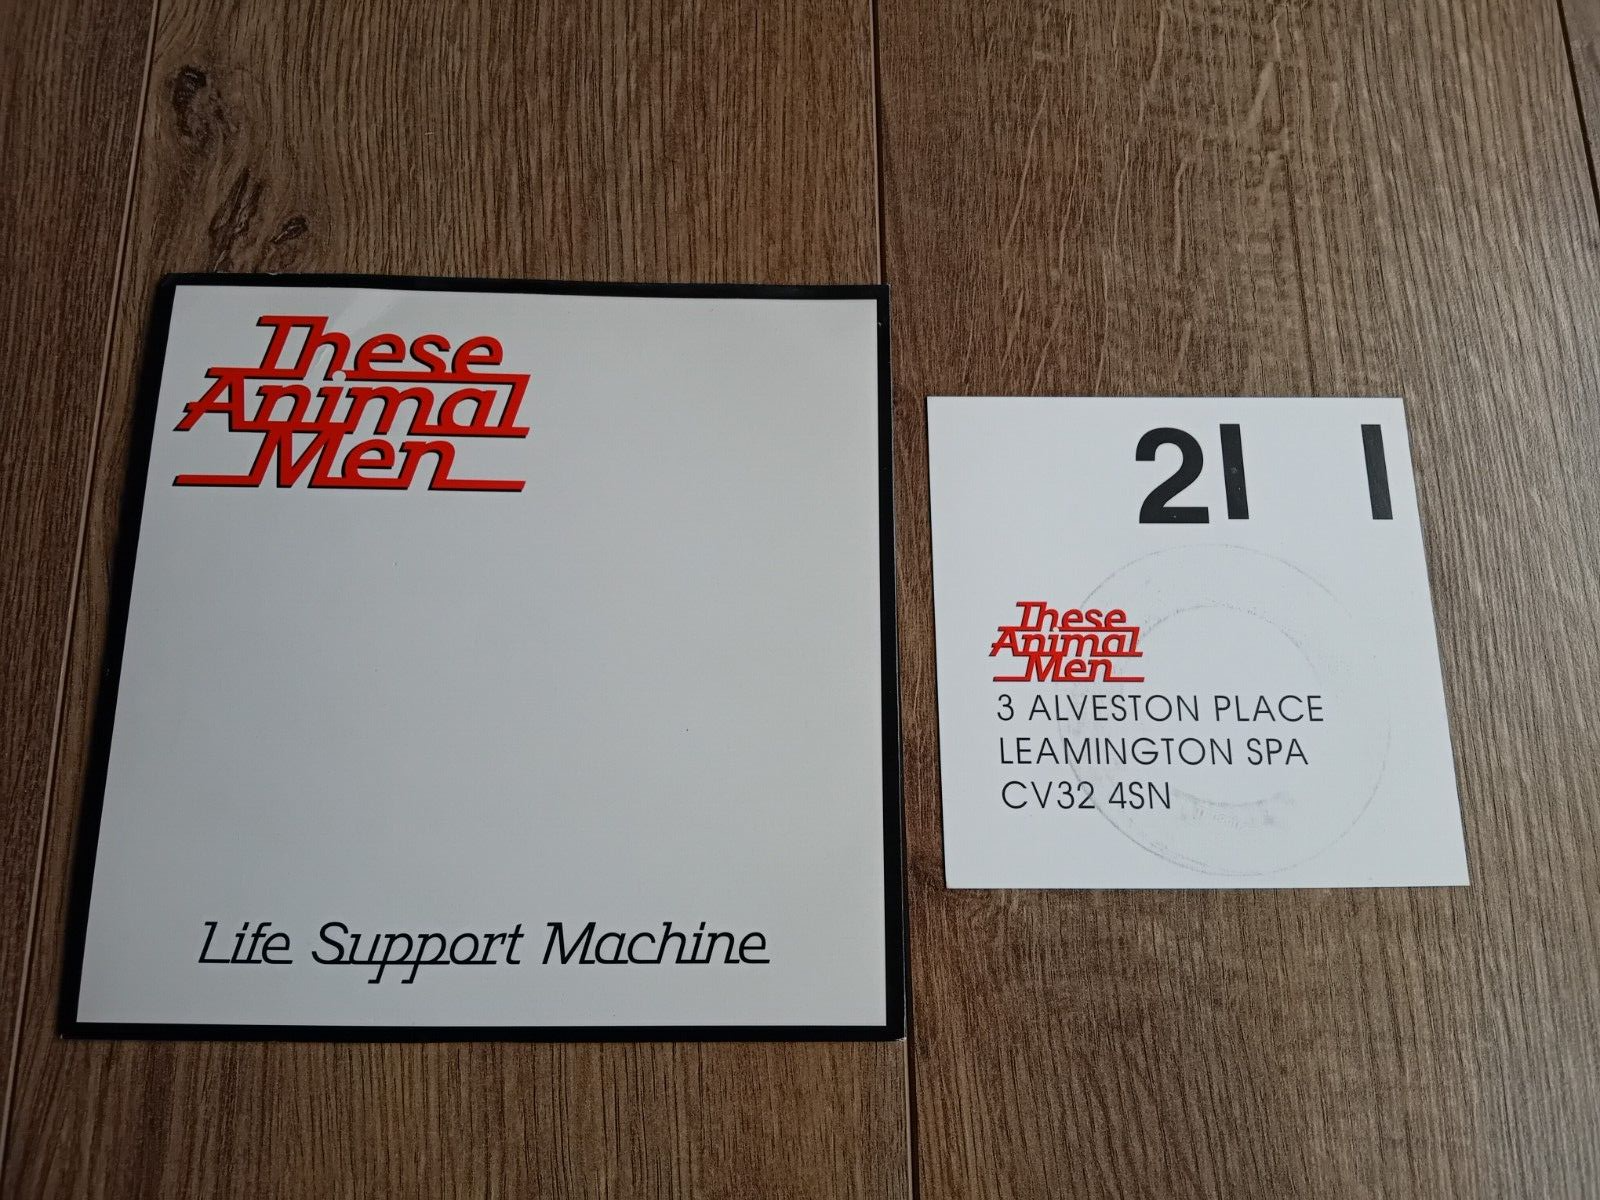 These
Animal
Men
Life Support Machine
21 1
These
Animal
Men
3 ALVESTON PLACE
LEAMINGTON SPA
CV32 4SN